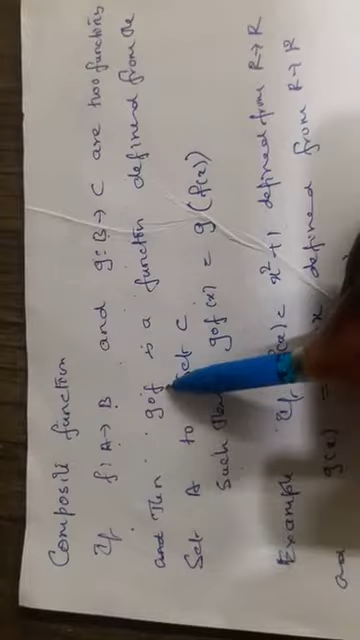 Composite function
If f: A→B and g: B→C are two functions
and Then gof is a function defined from the
Set A to Set C
Such that gof(x) = g(f(x))
Example If f(x) = x²+1 defined from R→R
and g(x) = x defined from R→R